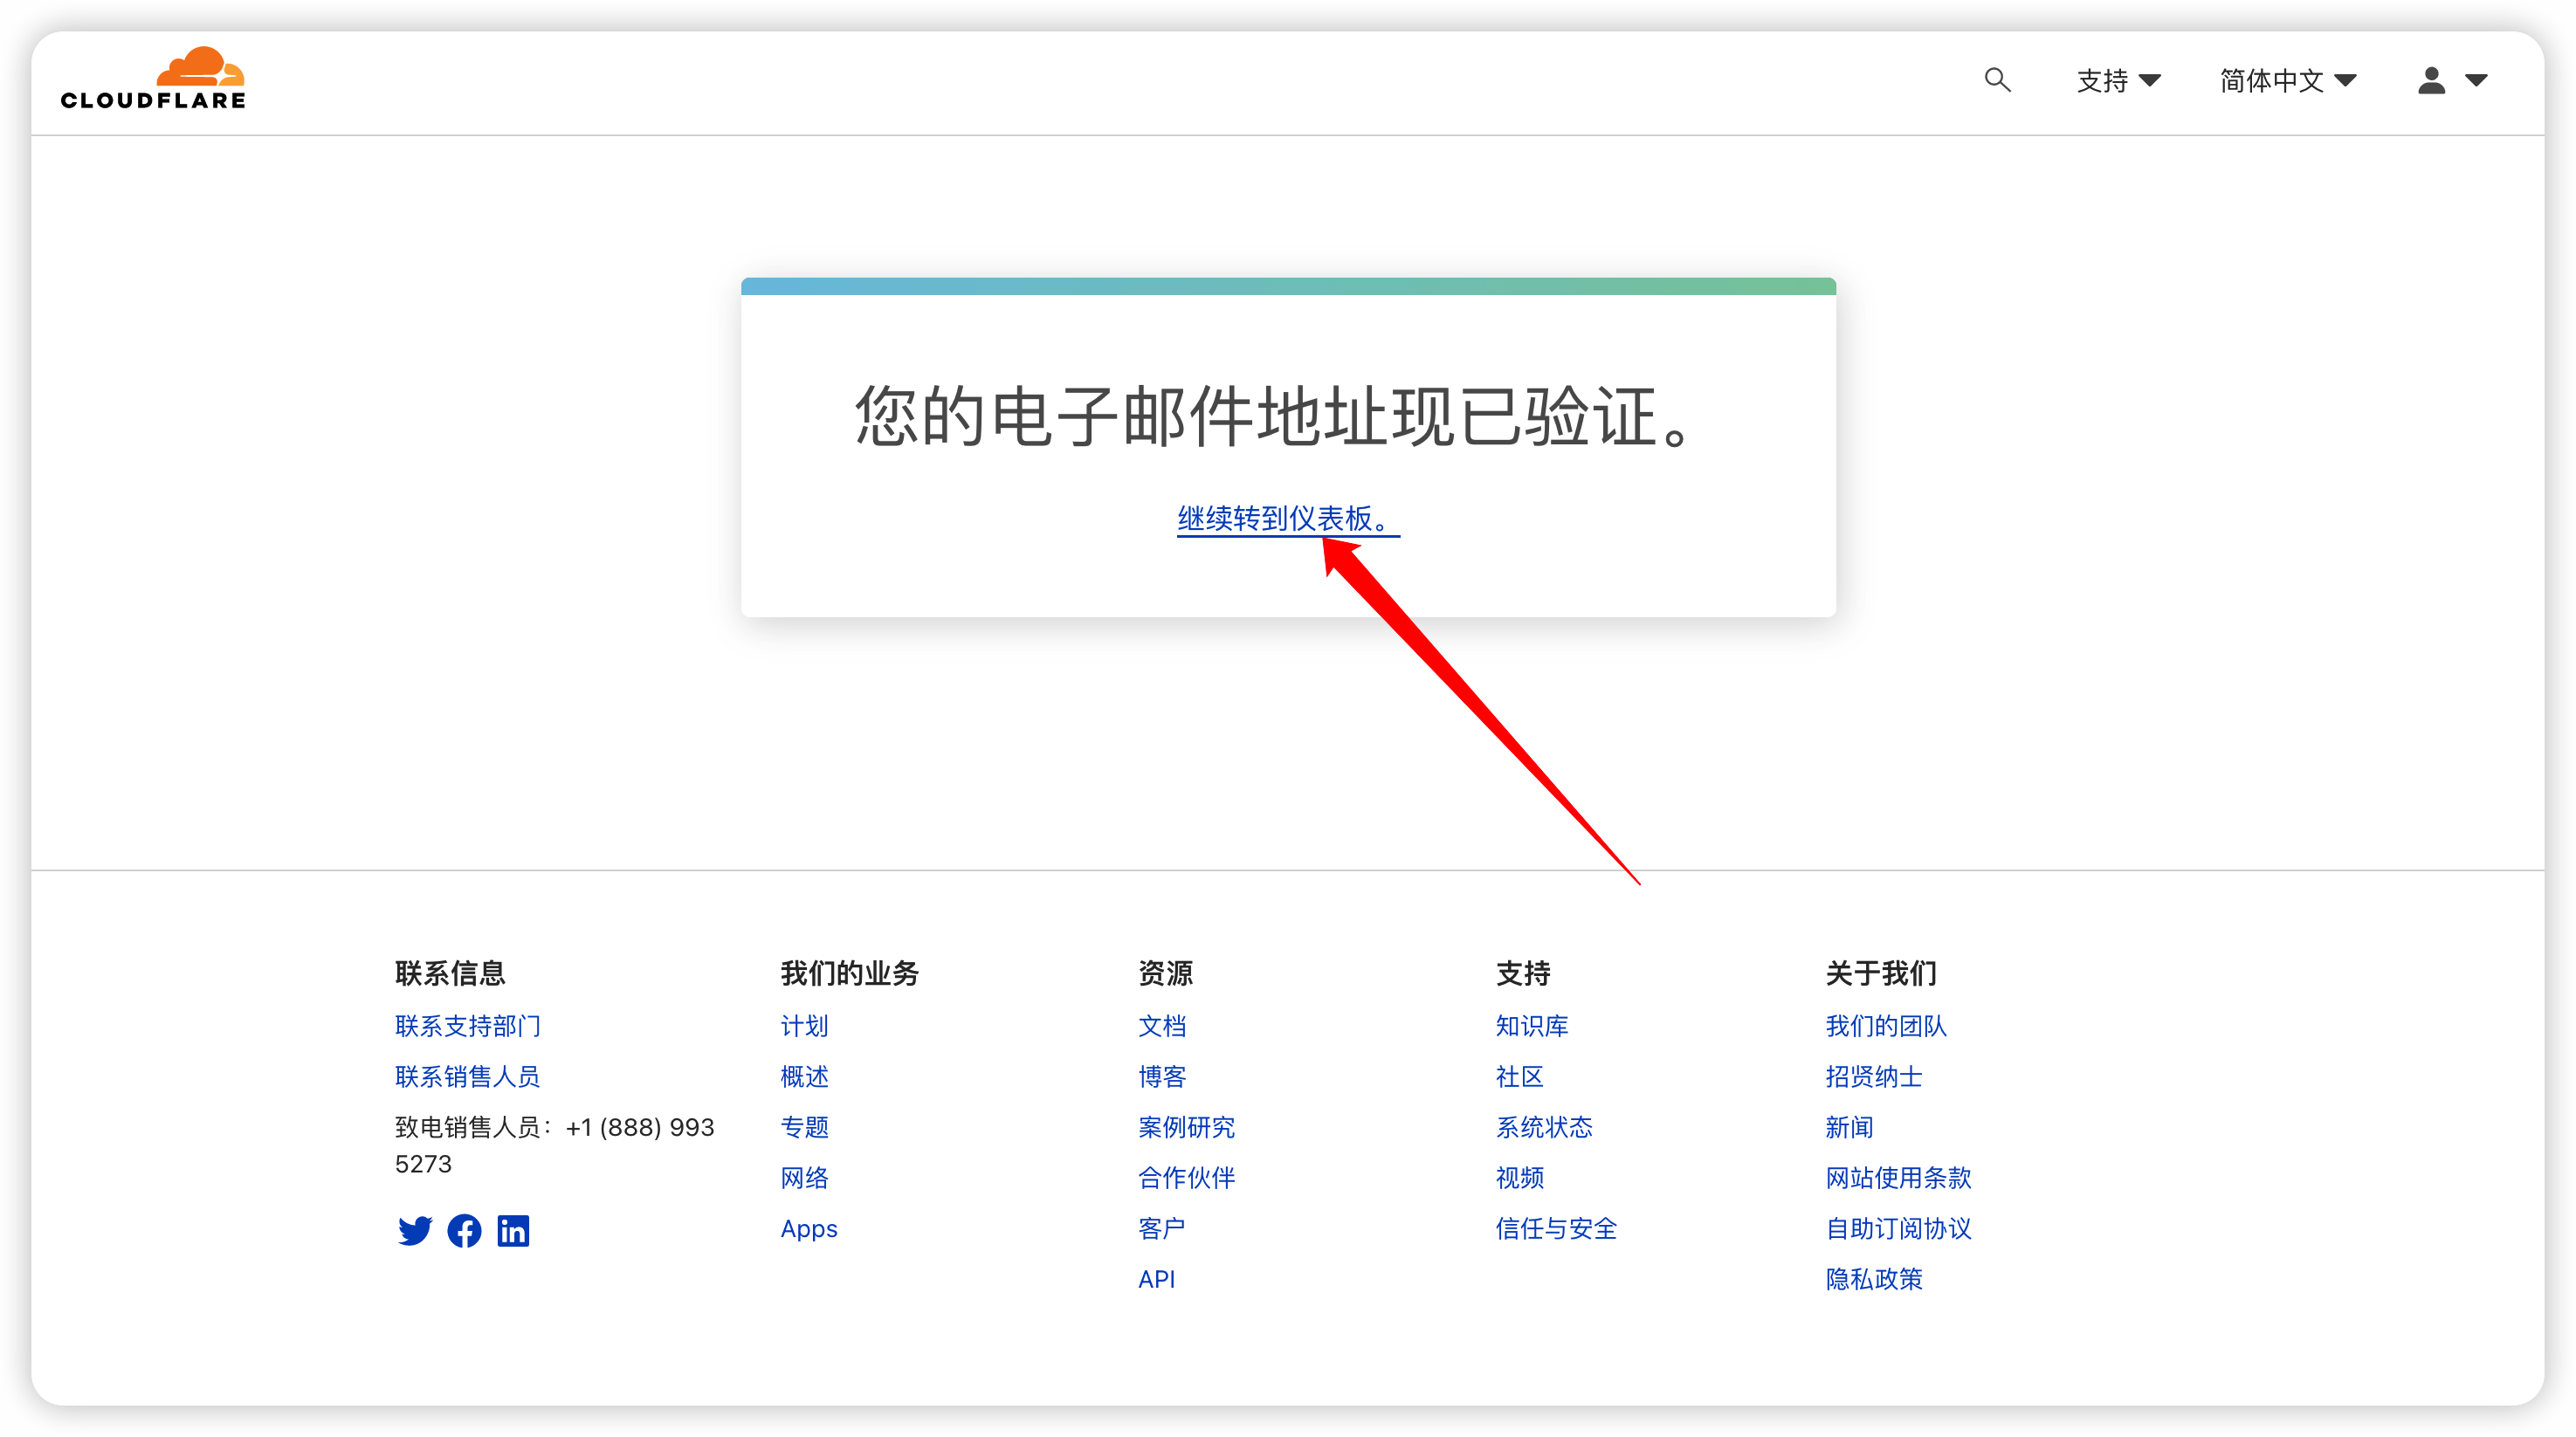 CLOUDFLARE
支持
简体中文
您的电子邮件地址现已验证。
继续转到仪表板。
联系信息
联系支持部门
联系销售人员
致电销售人员：+1 (888) 993
5273
我们的业务
计划
概述
专题
网络
Apps
资源
文档
博客
案例研究
合作伙伴
客户
API
支持
知识库
社区
系统状态
视频
信任与安全
关于我们
我们的团队
招贤纳士
新闻
网站使用条款
自助订阅协议
隐私政策